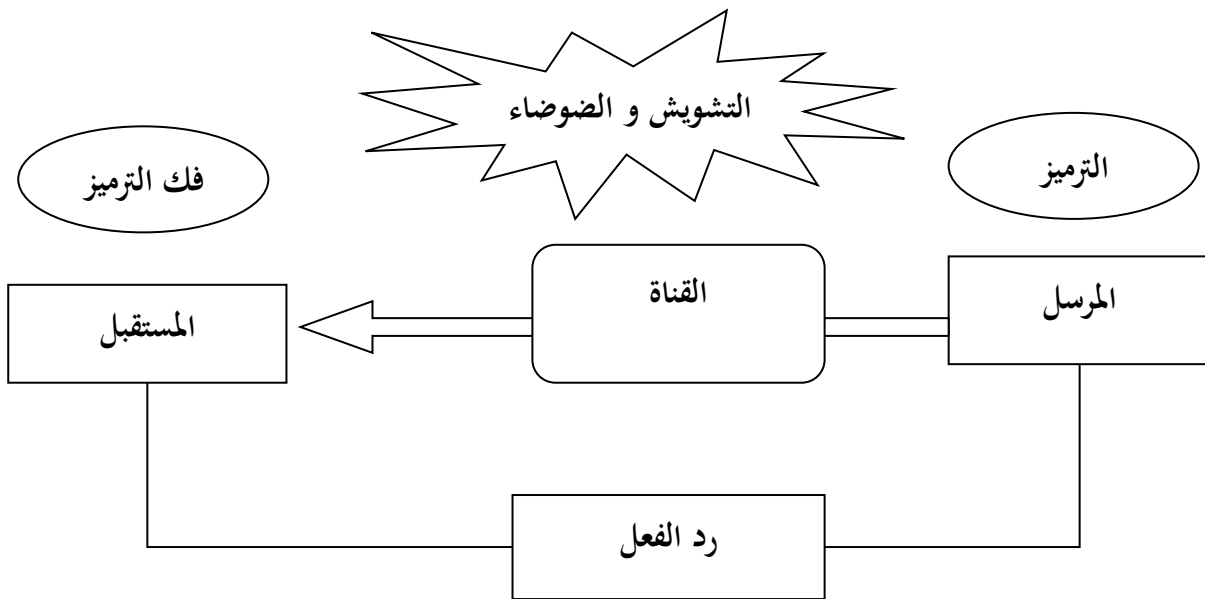 التشويش و الضوضاء
الترميز
فك الترميز
المرسل
القناة
المستقبل
رد الفعل